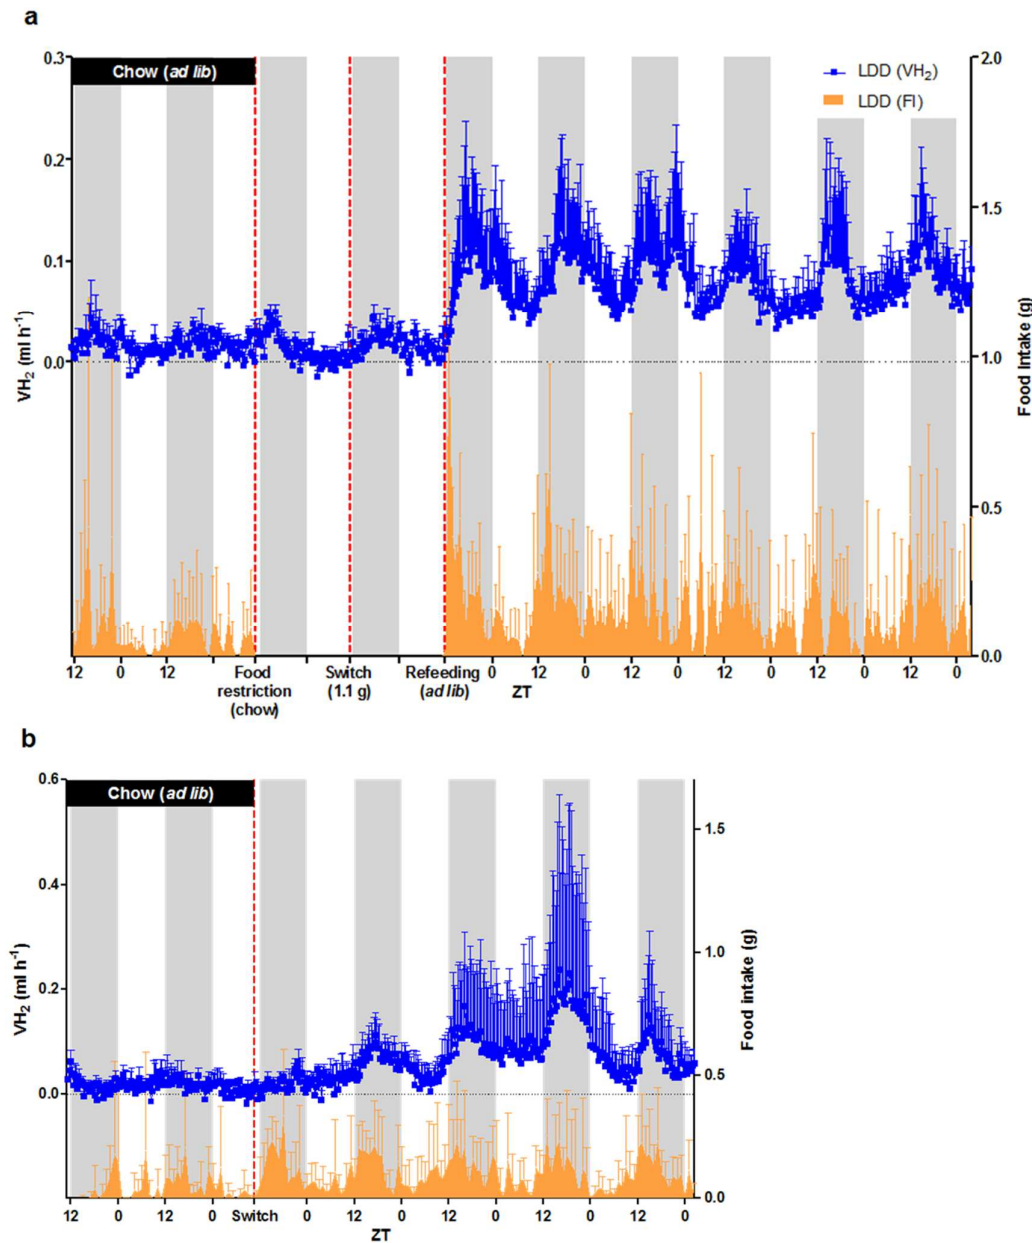 a
0.3
Chow (ad lib)
2.0
LDD (VH2)
LDD (FI)
0.2
1.5
0.1
VH2 (ml h-1)
0.0
1.0
Food Intake (g)
0.5
0.0
12 0 12 Food restriction (chow) Switch (1.1 g) Refeeding (ad lib) 0 12 0 12 0 12 0 12 0 12 0
ZT
b
0.6
Chow (ad lib)
1.5
0.4
VH2 (ml h-1)
1.0
Food intake (g)
0.2
0.5
0.0
0.0
12 0 12 0 Switch 0 12 0 12 0 12 0 12 0
ZT